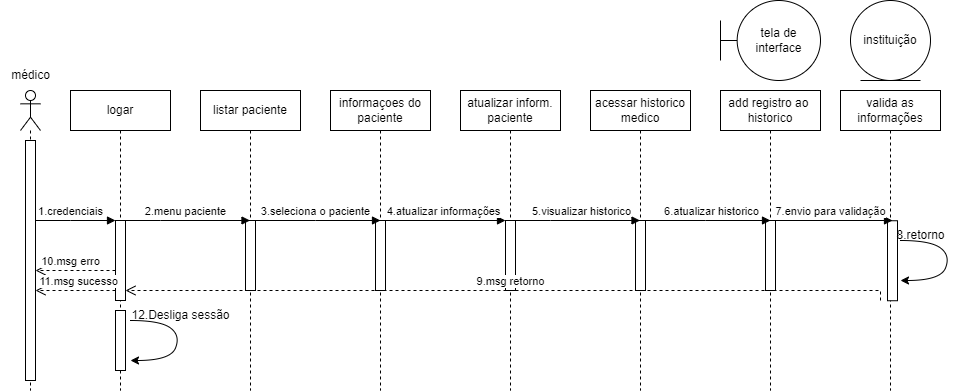 tela de
interface
instituição
médico
logar
listar paciente
informaçoes do
paciente
atualizar inform.
paciente
acessar historico
medico
add registro ao
historico
valida as
informações
1.credenciais
2.menu paciente
3.seleciona o paciente
4.atualizar informações
5.visualizar historico
6.atualizar historico
7.envio para validação
8.retorno
10.msg erro
11.msg sucesso
9.msg retorno
12.Desliga sessão